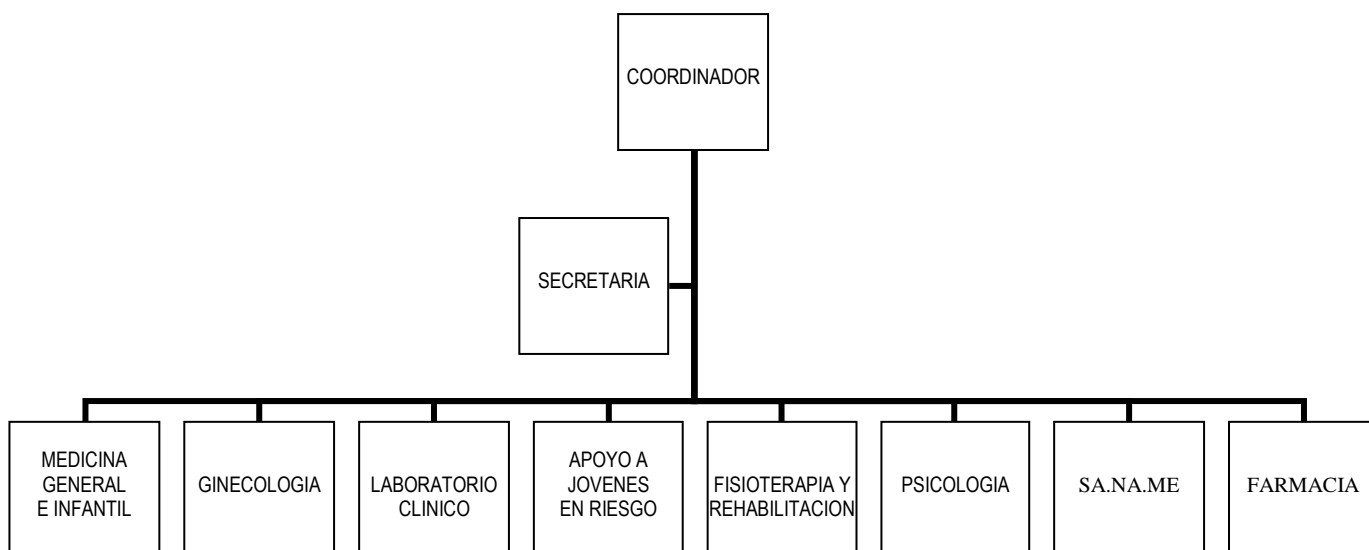 COORDINADOR
SECRETARIA
MEDICINA
GENERAL
E INFANTIL
GINECOLOGIA
LABORATORIO
CLINICO
APOYO A
JOVENES
EN RIESGO
FISIOTERAPIA Y
REHABILITACION
PSICOLOGIA
SA.NA.ME
FARMACIA